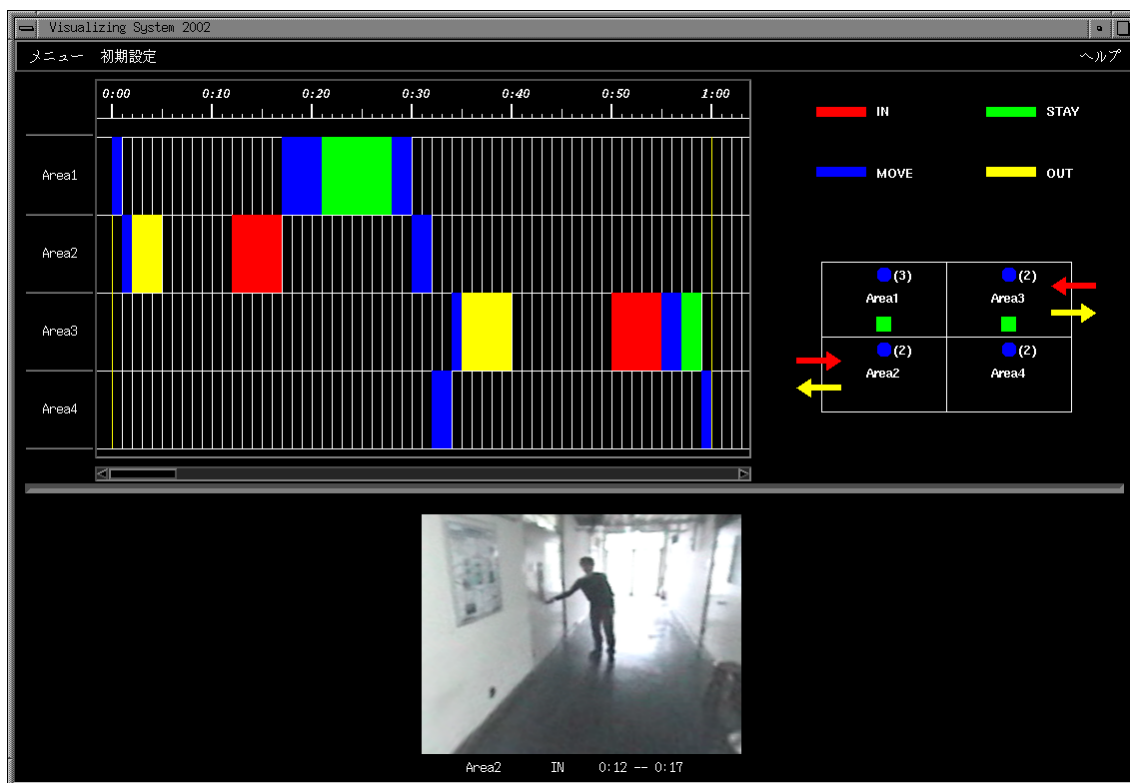 Visualizing System 2002
メニュー 初期設定 ヘルプ
0:00 0:10 0:20 0:30 0:40 0:50 1:00
IN STAY
MOVE OUT
Area1
Area2
Area3
Area4
(3) (2)
Area1 Area3
(2) (2)
Area2 Area4
Area2 IN 0:12 -- 0:17